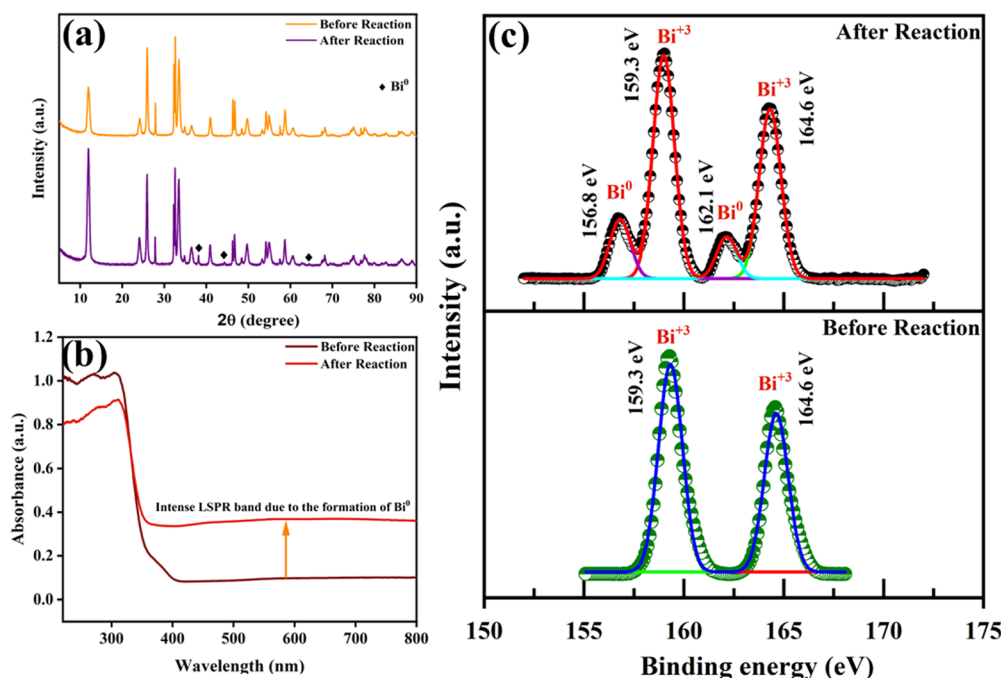 (a)
Before Reaction
After Reaction
♦ Bi⁰
Intensity (a.u.)
10 20 30 40 50 60 70 80 90
2θ (degree)
(b)
Before Reaction
After Reaction
Intense LSPR band due to the formation of Bi⁰
Absorbance (a.u.)
1.2
1.0
0.8
0.6
0.4
0.2
0.0
300 400 500 600 700 800
Wavelength (nm)
(c)
After Reaction
Bi⁺³
159.3 eV
Bi⁺³
164.6 eV
156.8 eV
Bi⁰
162.1 eV
Bi⁰
Before Reaction
Bi⁺³
159.3 eV
Bi⁺³
164.6 eV
Intensity (a.u.)
150 155 160 165 170 175
Binding energy (eV)